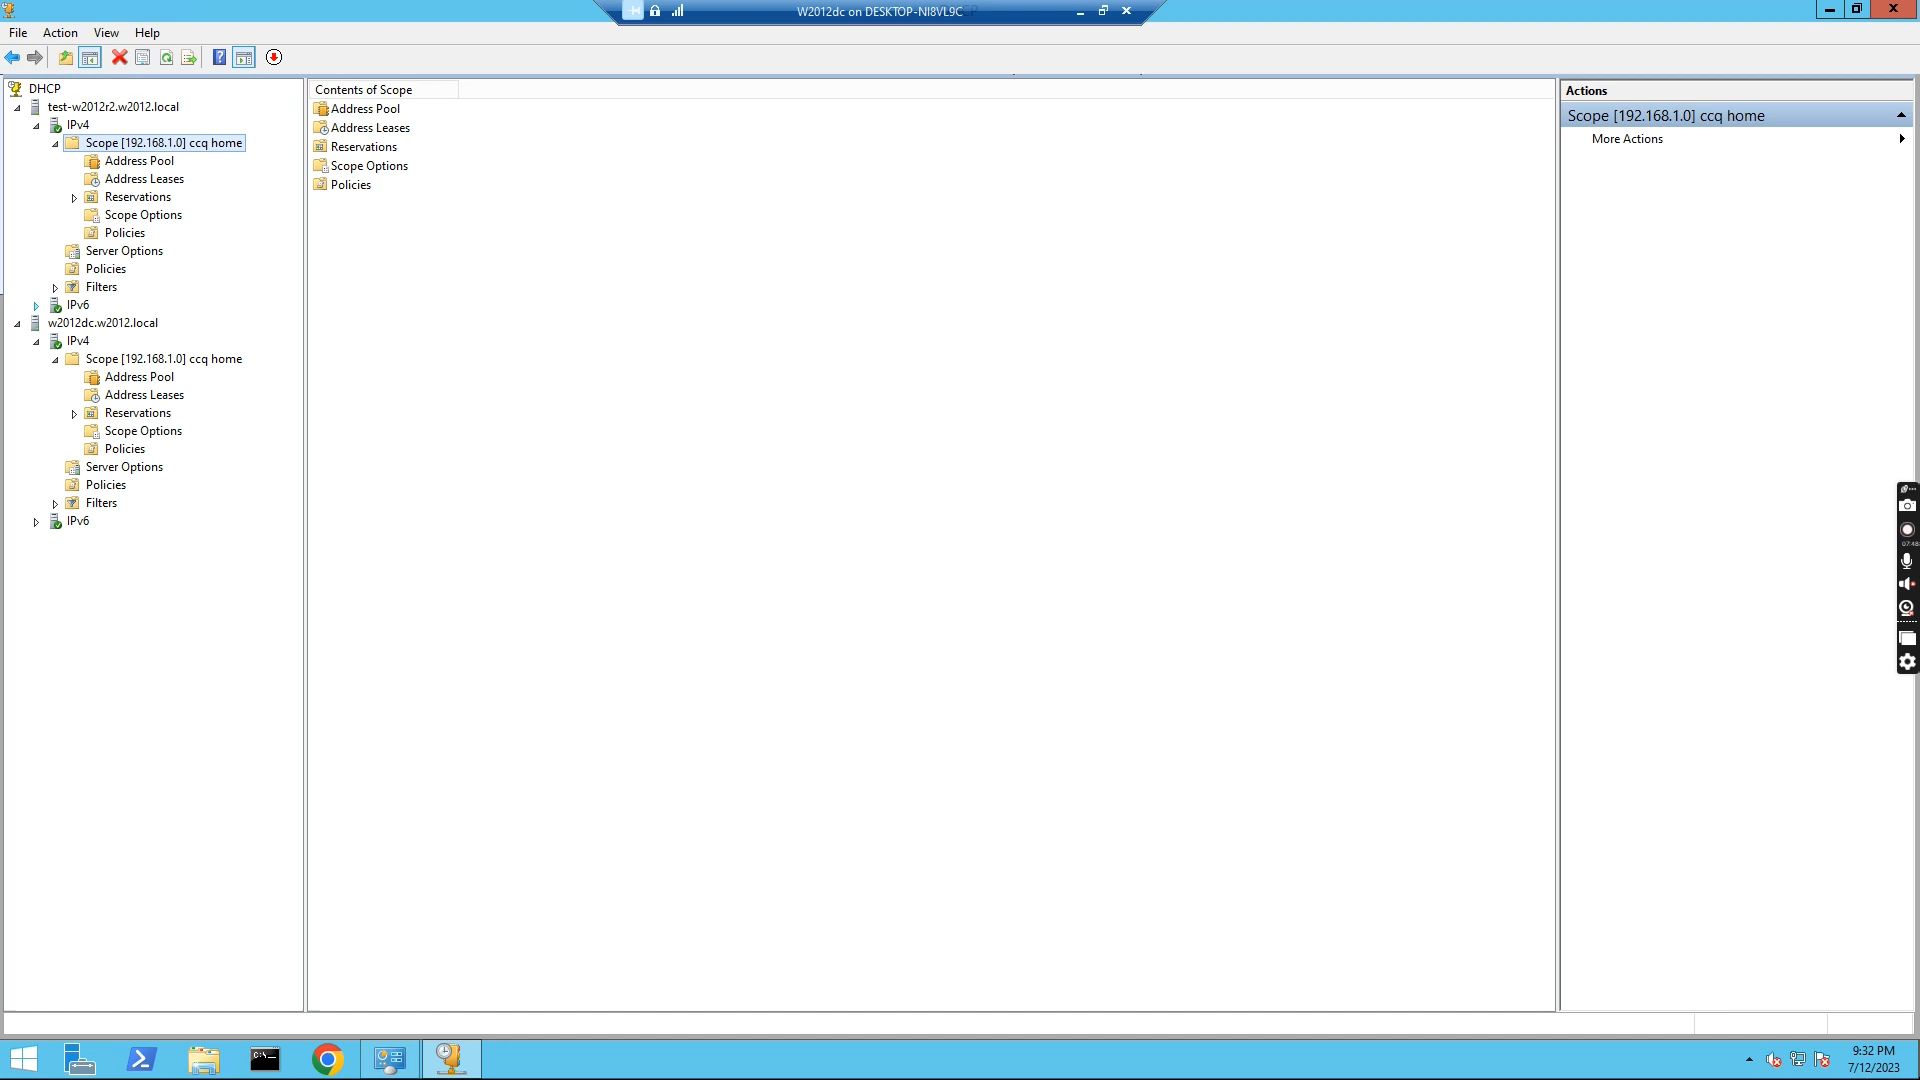 W2012dc on DESKTOP-NI8VL9C
File Action View Help
DHCP
test-w2012r2.w2012.local
IPv4
Scope [192.168.1.0] ccq home
Address Pool
Address Leases
Reservations
Scope Options
Policies
Server Options
Policies
Filters
IPv6
w2012dc.w2012.local
IPv4
Scope [192.168.1.0] ccq home
Address Pool
Address Leases
Reservations
Scope Options
Policies
Server Options
Policies
Filters
IPv6
Contents of Scope
Address Pool
Address Leases
Reservations
Scope Options
Policies
Actions
Scope [192.168.1.0] ccq home
More Actions
07:48
C:\_
9:32 PM
7/12/2023